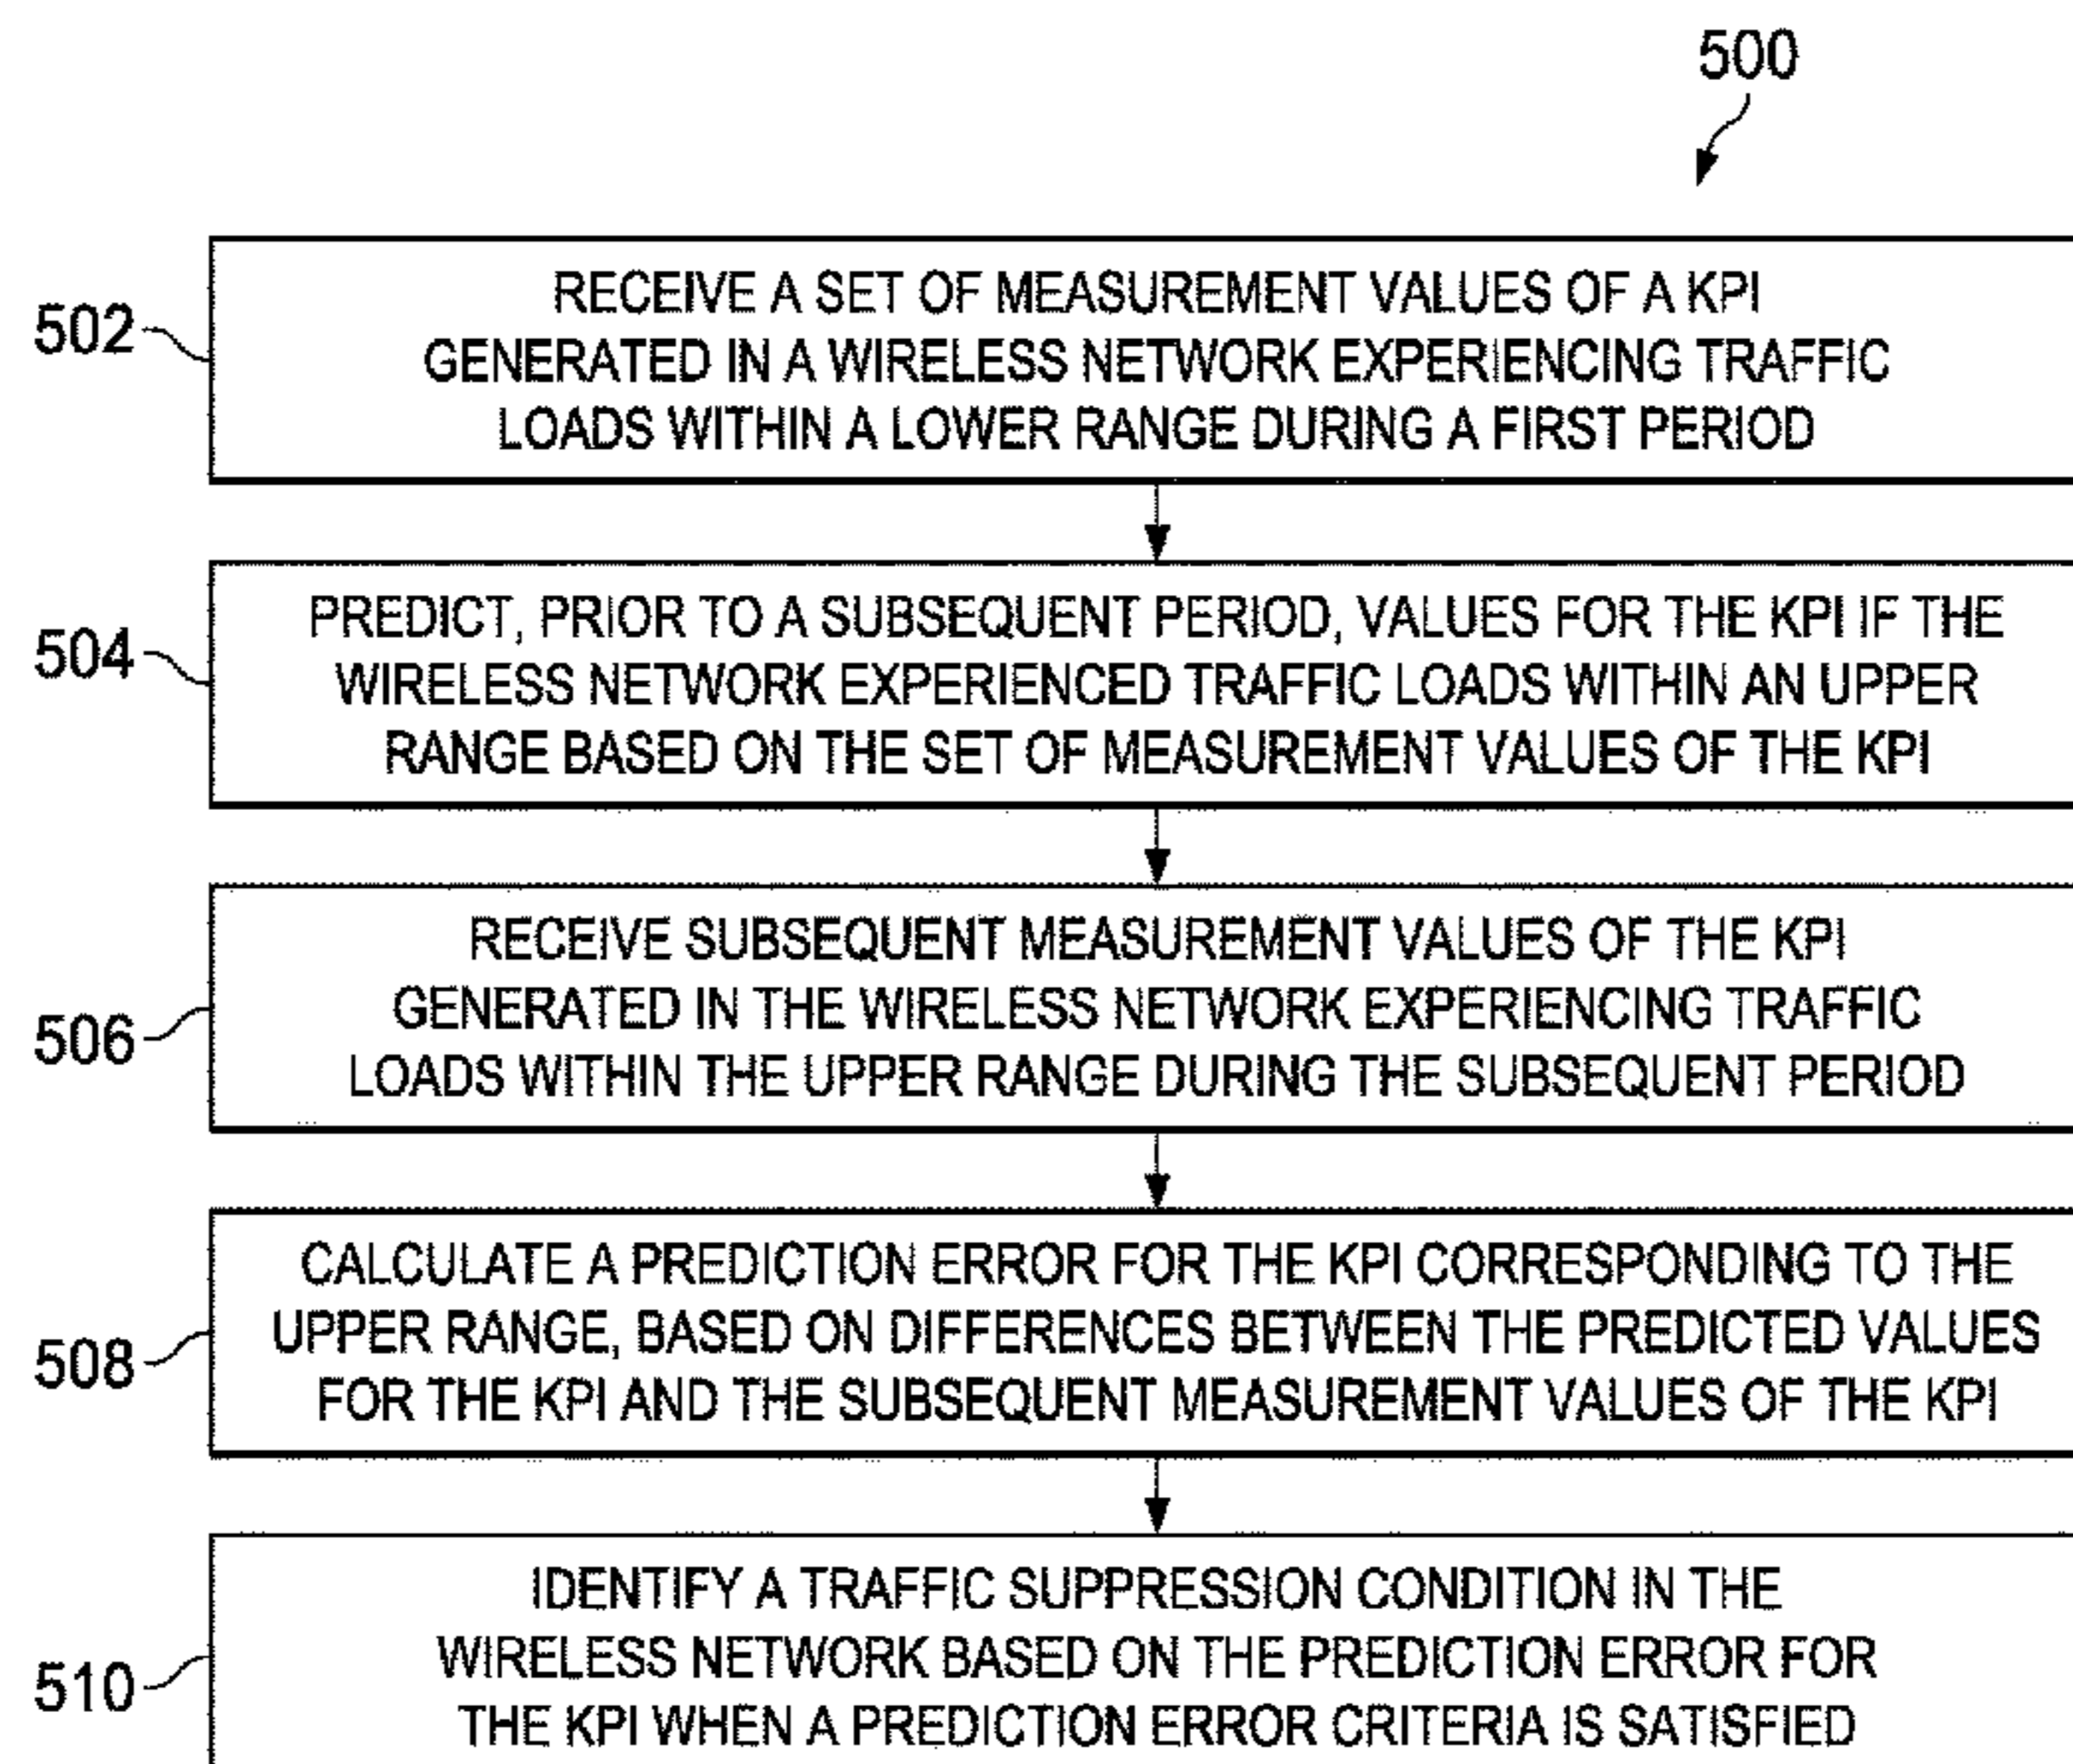 500
502
RECEIVE A SET OF MEASUREMENT VALUES OF A KPI
GENERATED IN A WIRELESS NETWORK EXPERIENCING TRAFFIC
LOADS WITHIN A LOWER RANGE DURING A FIRST PERIOD
504
PREDICT, PRIOR TO A SUBSEQUENT PERIOD, VALUES FOR THE KPI IF THE
WIRELESS NETWORK EXPERIENCED TRAFFIC LOADS WITHIN AN UPPER
RANGE BASED ON THE SET OF MEASUREMENT VALUES OF THE KPI
506
RECEIVE SUBSEQUENT MEASUREMENT VALUES OF THE KPI
GENERATED IN THE WIRELESS NETWORK EXPERIENCING TRAFFIC
LOADS WITHIN THE UPPER RANGE DURING THE SUBSEQUENT PERIOD
508
CALCULATE A PREDICTION ERROR FOR THE KPI CORRESPONDING TO THE
UPPER RANGE, BASED ON DIFFERENCES BETWEEN THE PREDICTED VALUES
FOR THE KPI AND THE SUBSEQUENT MEASUREMENT VALUES OF THE KPI
510
IDENTIFY A TRAFFIC SUPPRESSION CONDITION IN THE
WIRELESS NETWORK BASED ON THE PREDICTION ERROR FOR
THE KPI WHEN A PREDICTION ERROR CRITERIA IS SATISFIED